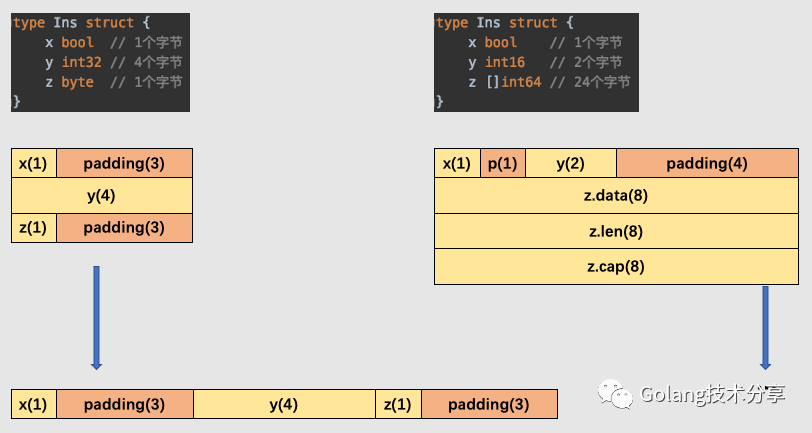 type Ins struct {
x bool // 1个字节
y int32 // 4个字节
z byte // 1个字节
}
type Ins struct {
x bool // 1个字节
y int16 // 2个字节
z []int64 // 24个字节
}
x(1) padding(3)
y(4)
z(1) padding(3)
x(1) p(1) y(2) padding(4)
z.data(8)
z.len(8)
z.cap(8)
...
x(1) padding(3) y(4) z(1) padding(3)
Golang技术分享